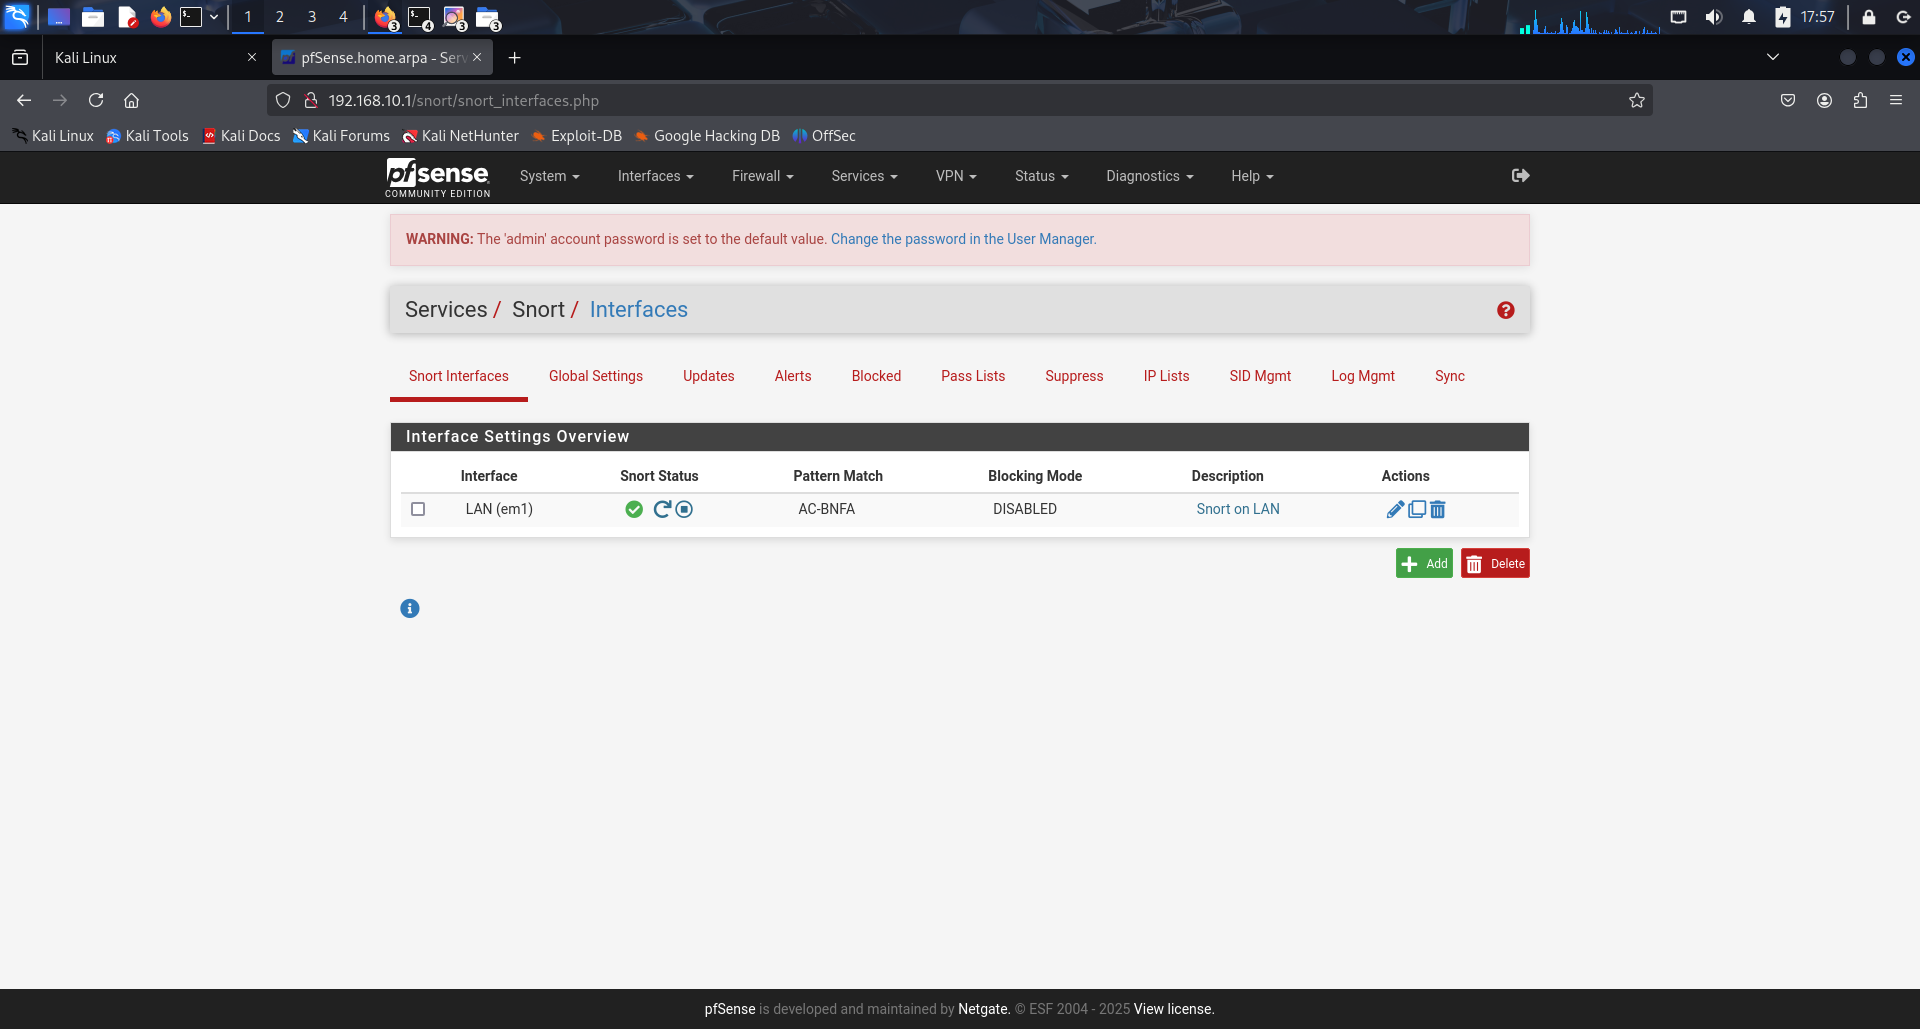 1 2 3 4 3 4 3 3 17:57
Kali Linux pfSense.home.arpa - Serv
192.168.10.1/snort/snort_interfaces.php
Kali Linux Kali Tools Kali Docs Kali Forums Kali NetHunter Exploit-DB Google Hacking DB OffSec
pfsense System Interfaces Firewall Services VPN Status Diagnostics Help
COMMUNITY EDITION
WARNING: The 'admin' account password is set to the default value. Change the password in the User Manager.
Services / Snort / Interfaces
Snort Interfaces Global Settings Updates Alerts Blocked Pass Lists Suppress IP Lists SID Mgmt Log Mgmt Sync
Interface Settings Overview
Interface Snort Status Pattern Match Blocking Mode Description Actions
LAN (em1) AC-BNFA DISABLED Snort on LAN
Add Delete
pfSense is developed and maintained by Netgate. © ESF 2004 - 2025 View license.